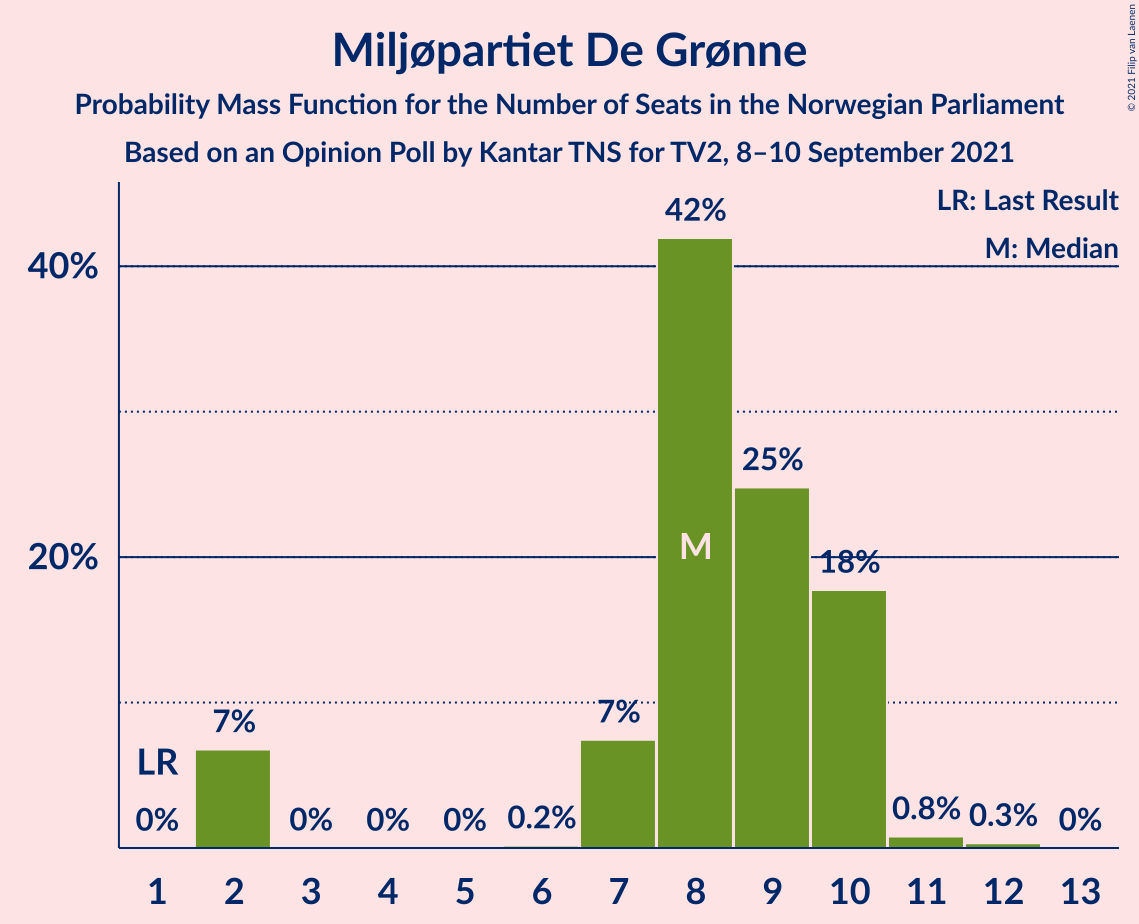 Miljøpartiet De Grønne
Probability Mass Function for the Number of Seats in the Norwegian Parliament
Based on an Opinion Poll by Kantar TNS for TV2, 8–10 September 2021
© 2021 Filip van Laenen
LR: Last Result
M: Median
42%
40%
25%
M
20%
18%
7%
7%
LR
0%
0%
0%
0%
0.2%
0.8%
0.3%
0%
1 2 3 4 5 6 7 8 9 10 11 12 13